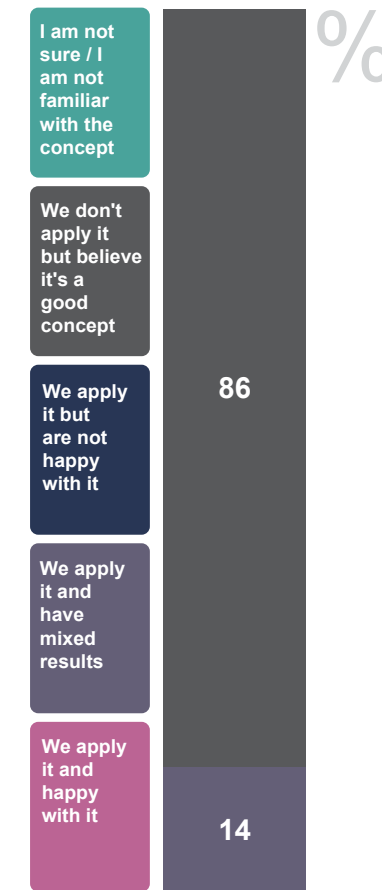 I am not
sure / I
am not
familiar
with the
concept
%
We don't
apply it
but believe
it's a
good
concept
We apply
it but
are not
happy
with it
86
We apply
it and
have
mixed
results
We apply
it and
happy
with it
14